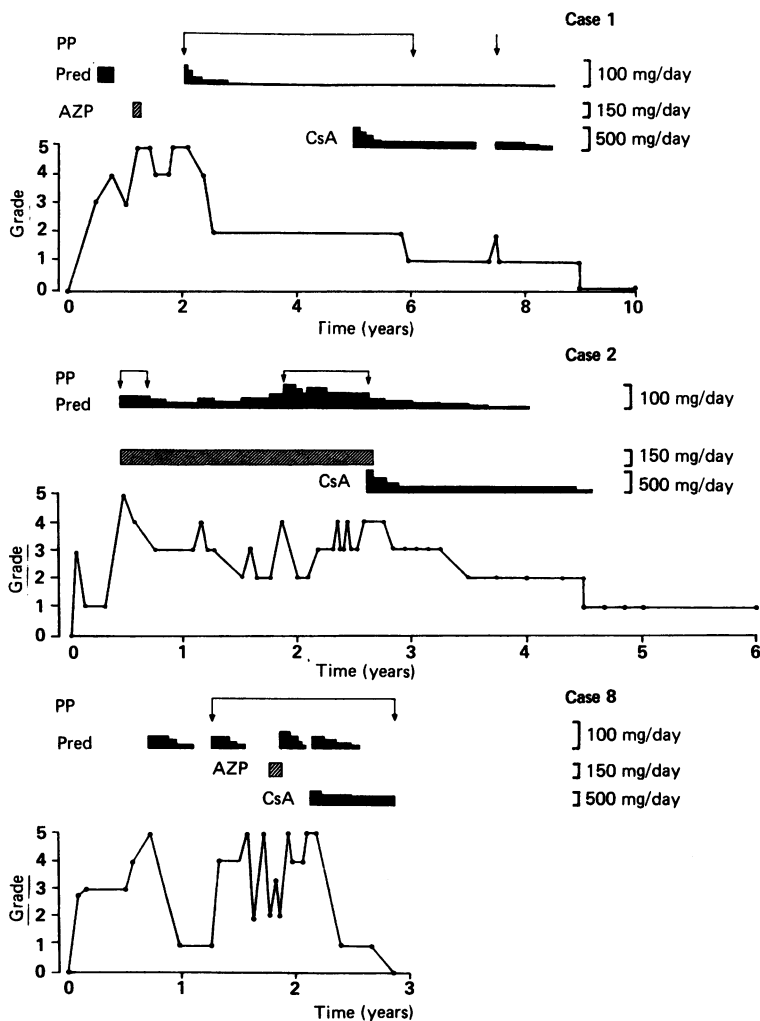 Case 1
PP
Pred
100 mg/day
AZP
150 mg/day
CsA
500 mg/day
5
4
3
2
1
0
Grade
0 2 4 6 8 10
Time (years)
Case 2
PP
Pred
100 mg/day
150 mg/day
CsA
500 mg/day
5
4
3
2
1
0
Grade
0 1 2 3 4 5 6
Time (years)
Case 8
PP
Pred
100 mg/day
AZP
150 mg/day
CsA
500 mg/day
5
4
3
2
1
0
Grade
0 1 2 3
Time (years)